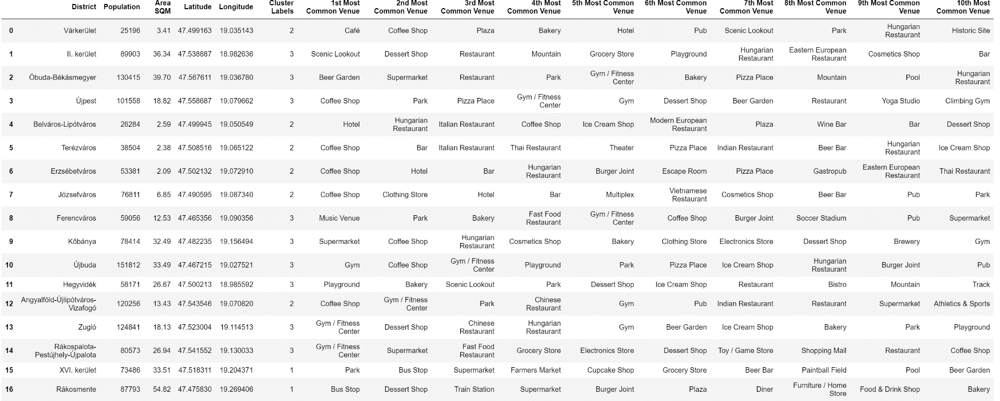 District Population Area SQM Latitude Longitude Cluster Labels 1st Most Common Venue 2nd Most Common Venue 3rd Most Common Venue 4th Most Common Venue 5th Most Common Venue 6th Most Common Venue 7th Most Common Venue 8th Most Common Venue 9th Most Common Venue 10th Most Common Venue
0 Várkerület 25196 3.41 47.499163 19.035143 2 Café Coffee Shop Plaza Bakery Hotel Pub Scenic Lookout Park Hungarian Restaurant Historic Site
1 II. kerület 89903 36.34 47.538887 18.982636 3 Scenic Lookout Dessert Shop Restaurant Mountain Grocery Store Playground Hungarian Restaurant Eastern European Restaurant Cosmetics Shop Bar
2 Óbuda-Békásmegyer 130415 39.70 47.567611 19.036780 3 Beer Garden Supermarket Restaurant Park Gym / Fitness Center Bakery Pizza Place Mountain Pool Hungarian Restaurant
3 Újpest 101558 18.82 47.558687 19.079662 3 Coffee Shop Park Pizza Place Gym / Fitness Center Gym Dessert Shop Beer Garden Restaurant Yoga Studio Climbing Gym
4 Belváros-Lipótváros 26284 2.59 47.499945 19.050549 2 Hotel Hungarian Restaurant Italian Restaurant Coffee Shop Ice Cream Shop Modern European Restaurant Plaza Wine Bar Bar Dessert Shop
5 Terézváros 38504 2.38 47.508516 19.065122 2 Coffee Shop Bar Italian Restaurant Thai Restaurant Theater Pizza Place Indian Restaurant Beer Bar Hungarian Restaurant Ice Cream Shop
6 Erzsébetváros 53381 2.09 47.502132 19.072910 2 Coffee Shop Hotel Bar Hungarian Restaurant Burger Joint Escape Room Pizza Place Gastropub Eastern European Restaurant Thai Restaurant
7 Józsefváros 76811 6.85 47.490595 19.087340 2 Coffee Shop Clothing Store Hotel Bar Multiplex Vietnamese Restaurant Cosmetics Shop Beer Bar Pub Park
8 Ferencváros 59056 12.53 47.465356 19.090356 3 Music Venue Park Bakery Fast Food Restaurant Gym / Fitness Center Coffee Shop Burger Joint Soccer Stadium Pub Supermarket
9 Kőbánya 78414 32.49 47.482235 19.156494 3 Supermarket Coffee Shop Hungarian Restaurant Cosmetics Shop Bakery Clothing Store Electronics Store Dessert Shop Brewery Gym
10 Újbuda 151812 33.49 47.467215 19.027521 3 Gym Coffee Shop Gym / Fitness Center Playground Park Pizza Place Ice Cream Shop Hungarian Restaurant Burger Joint Pub
11 Hegyvidék 58171 26.67 47.500213 18.985592 3 Playground Bakery Scenic Lookout Park Dessert Shop Ice Cream Shop Restaurant Bistro Mountain Track
12 Angyalföld-Újlipótváros-Vizafogó 120256 13.43 47.543546 19.070820 2 Coffee Shop Gym / Fitness Center Park Chinese Restaurant Gym Pub Indian Restaurant Restaurant Supermarket Athletics & Sports
13 Zugló 124841 18.13 47.523004 19.114513 3 Gym / Fitness Center Dessert Shop Chinese Restaurant Hungarian Restaurant Gym Beer Garden Ice Cream Shop Bakery Park Playground
14 Rákospalota-Pestújhely-Újpalota 80573 26.94 47.541552 19.130033 3 Gym / Fitness Center Supermarket Fast Food Restaurant Grocery Store Electronics Store Dessert Shop Toy / Game Store Shopping Mall Restaurant Coffee Shop
15 XVI. kerület 73486 33.51 47.518311 19.204371 1 Park Bus Stop Supermarket Farmers Market Cupcake Shop Grocery Store Beer Bar Paintball Field Pool Beer Garden
16 Rákosmente 87793 54.82 47.475830 19.269406 1 Bus Stop Dessert Shop Train Station Supermarket Burger Joint Plaza Diner Furniture / Home Store Food & Drink Shop Bakery